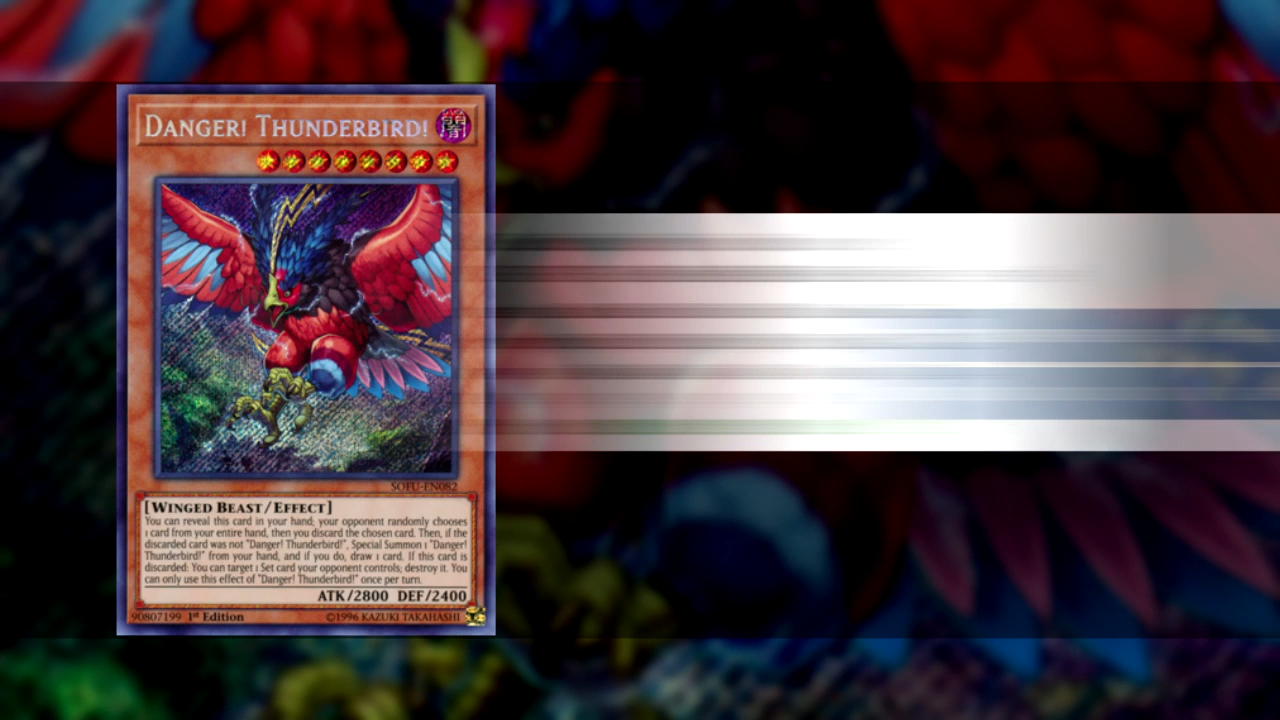 DANGER! THUNDERBIRD!
SOFU-EN082
[WINGED BEAST/EFFECT]
You can reveal this card in your hand; your opponent randomly chooses
1 card from your entire hand, then you discard the chosen card. Then, if the
discarded card was not "Danger! Thunderbird!", Special Summon 1 "Danger!
Thunderbird!" from your hand, and if you do, draw 1 card. If this card is
discarded: You can target 1 Set card your opponent controls; destroy it. You
can only use this effect of "Danger! Thunderbird!" once per turn.
ATK/2800 DEF/2400
90807199 1st Edition ©1996 KAZUKI TAKAHASHI